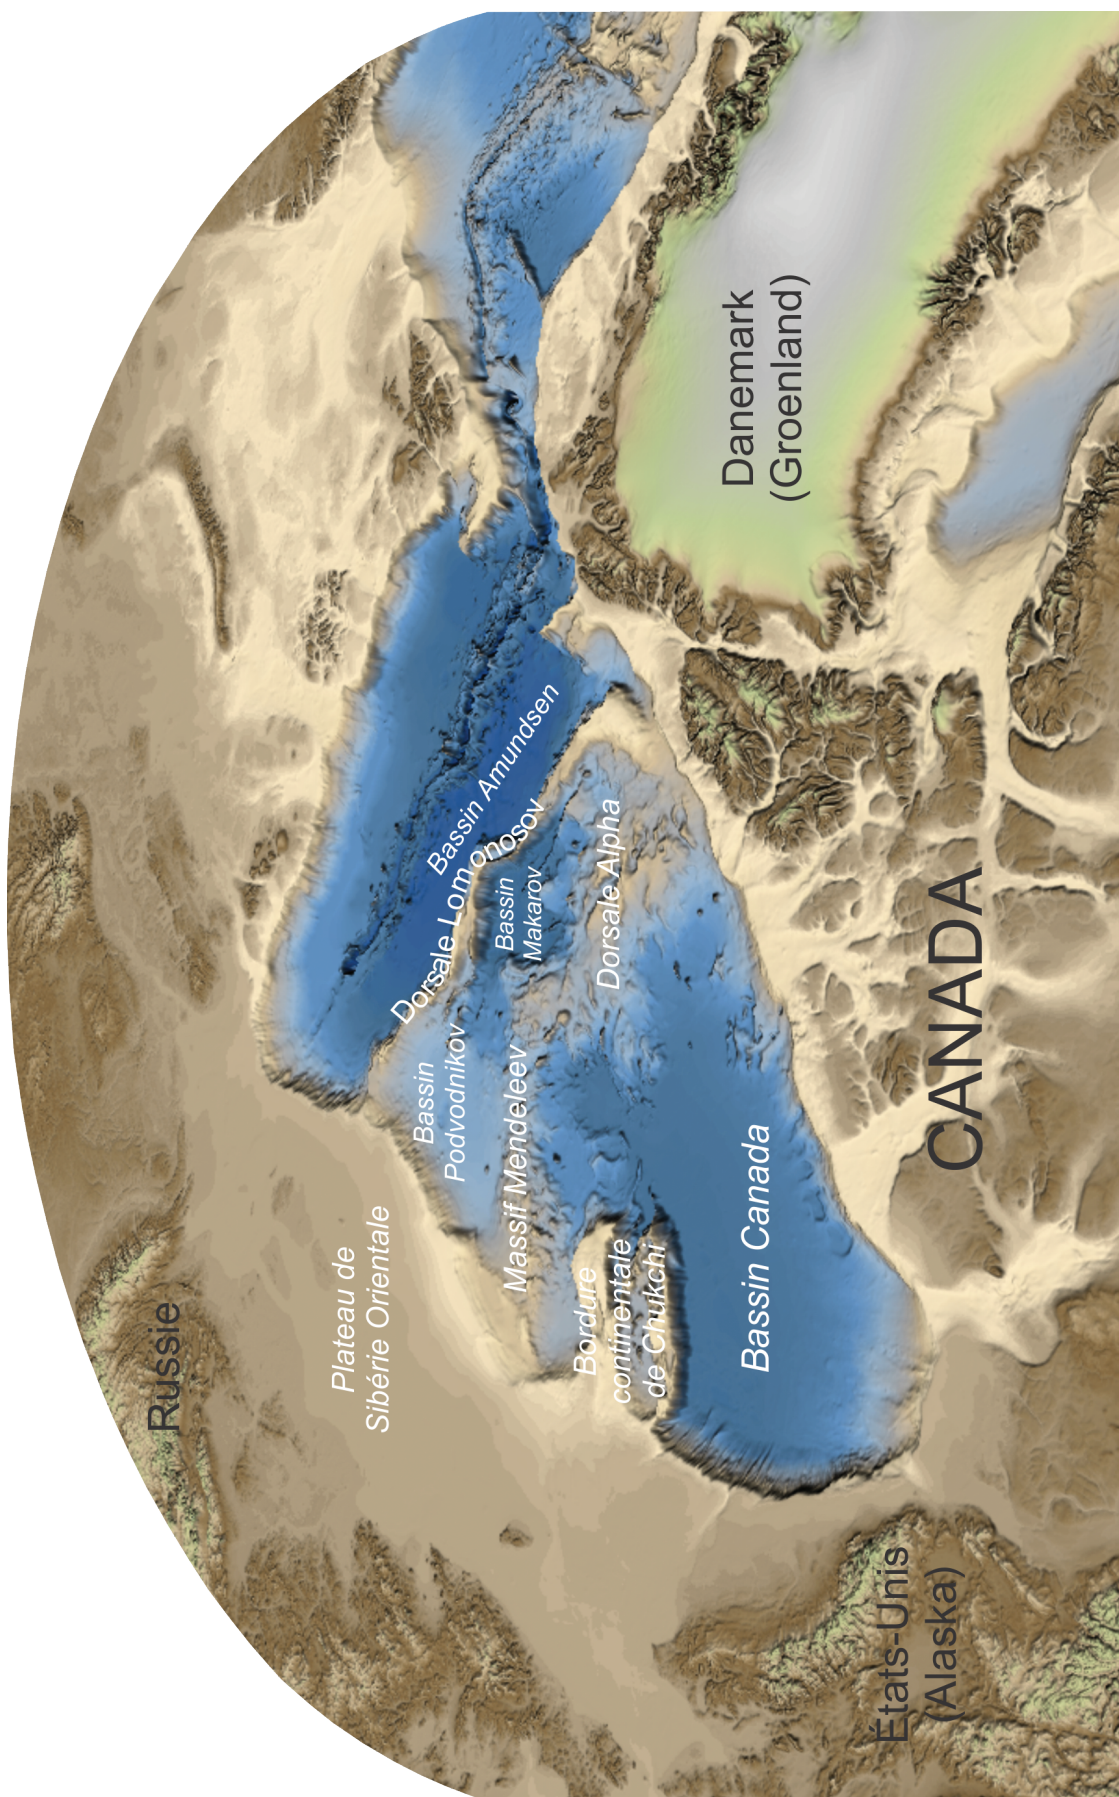 Russie
Plateau de
Sibérie Orientale
Bassin
Podvodnikov
Dorsale Lomonosov
Bassin Amundsen
Bassin
Makarov
Massif Mendeleev
Dorsale Alpha
Bordure
continentale
de Chukchi
Bassin Canada
Danemark
(Groenland)
CANADA
États-Unis
(Alaska)